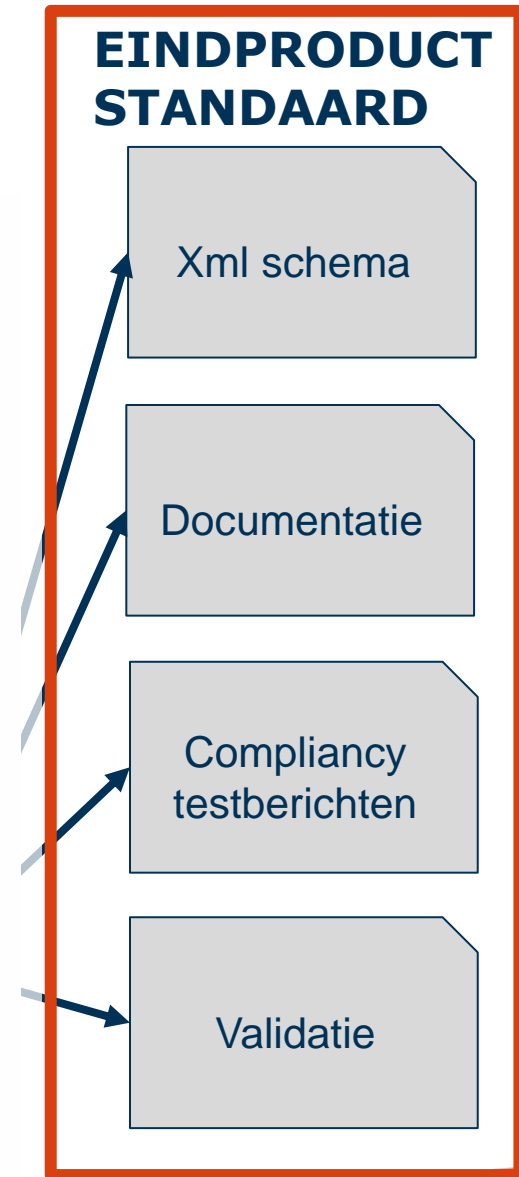 EINDPRODUCT
STANDAARD
Xml schema
Documentatie
Compliancy
testberichten
Validatie